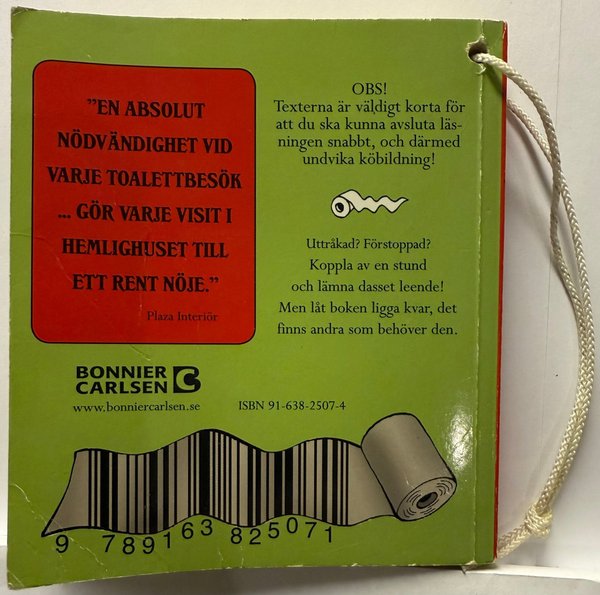 "EN ABSOLUT
NÖDVÄNDIGHET VID
VARJE TOALETTBESÖK
... GÖR VARJE VISIT I
HEMLIGHUSET TILL
ETT RENT NÖJE."
Plaza Interiör
OBS!
Texterna är väldigt korta för
att du ska kunna avsluta läs-
ningen snabbt, och därmed
undvika köbildning!
Uttråkad? Förstoppad?
Koppla av en stund
och lämna dasset leende!
Men låt boken ligga kvar, det
finns andra som behöver den.
BONNIER
CARLSEN
www.bonniercarlsen.se
ISBN 91-638-2507-4
9 789163 825071